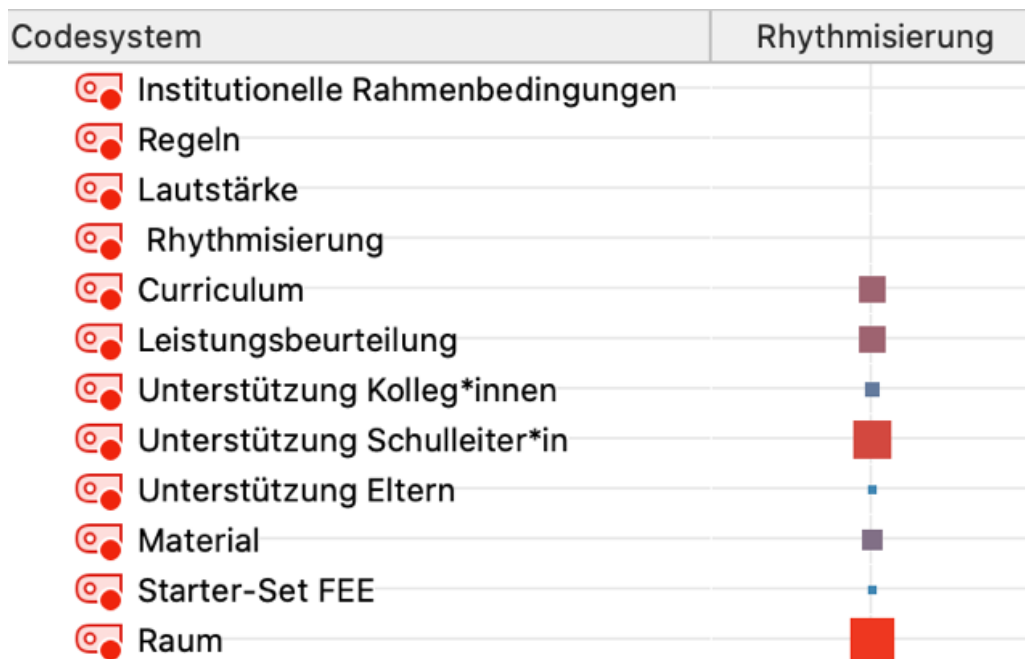 Codesystem Rhythmisierung
Institutionelle Rahmenbedingungen
Regeln
Lautstärke
Rhythmisierung
Curriculum
Leistungsbeurteilung
Unterstützung Kolleg*innen
Unterstützung Schulleiter*in
Unterstützung Eltern
Material
Starter-Set FEE
Raum